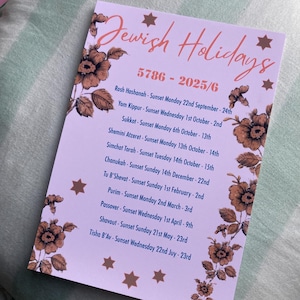 Jewish Holidays
5786 - 2025/6
Rosh Hashanah - Sunset Monday 22nd September - 24th
Yom Kippur - Sunset Wednesday 1st October - 2nd
Sukkot - Sunset Monday 6th October - 13th
Shemini Atzeret - Sunset Monday 13th October - 14th
Simchat Torah - Sunset Tuesday 14th October - 15th
Chanukah - Sunset Sunday 14th December - 22nd
Tu B'Shevat - Sunset Sunday 1st February - 2nd
Purim - Sunset Monday 2nd March - 3rd
Passover - Sunset Wednesday 1st April - 9th
Shavout - Sunset Sunday 21st May - 23rd
Tisha B'Av - Sunset Wednesday 22nd July - 23rd